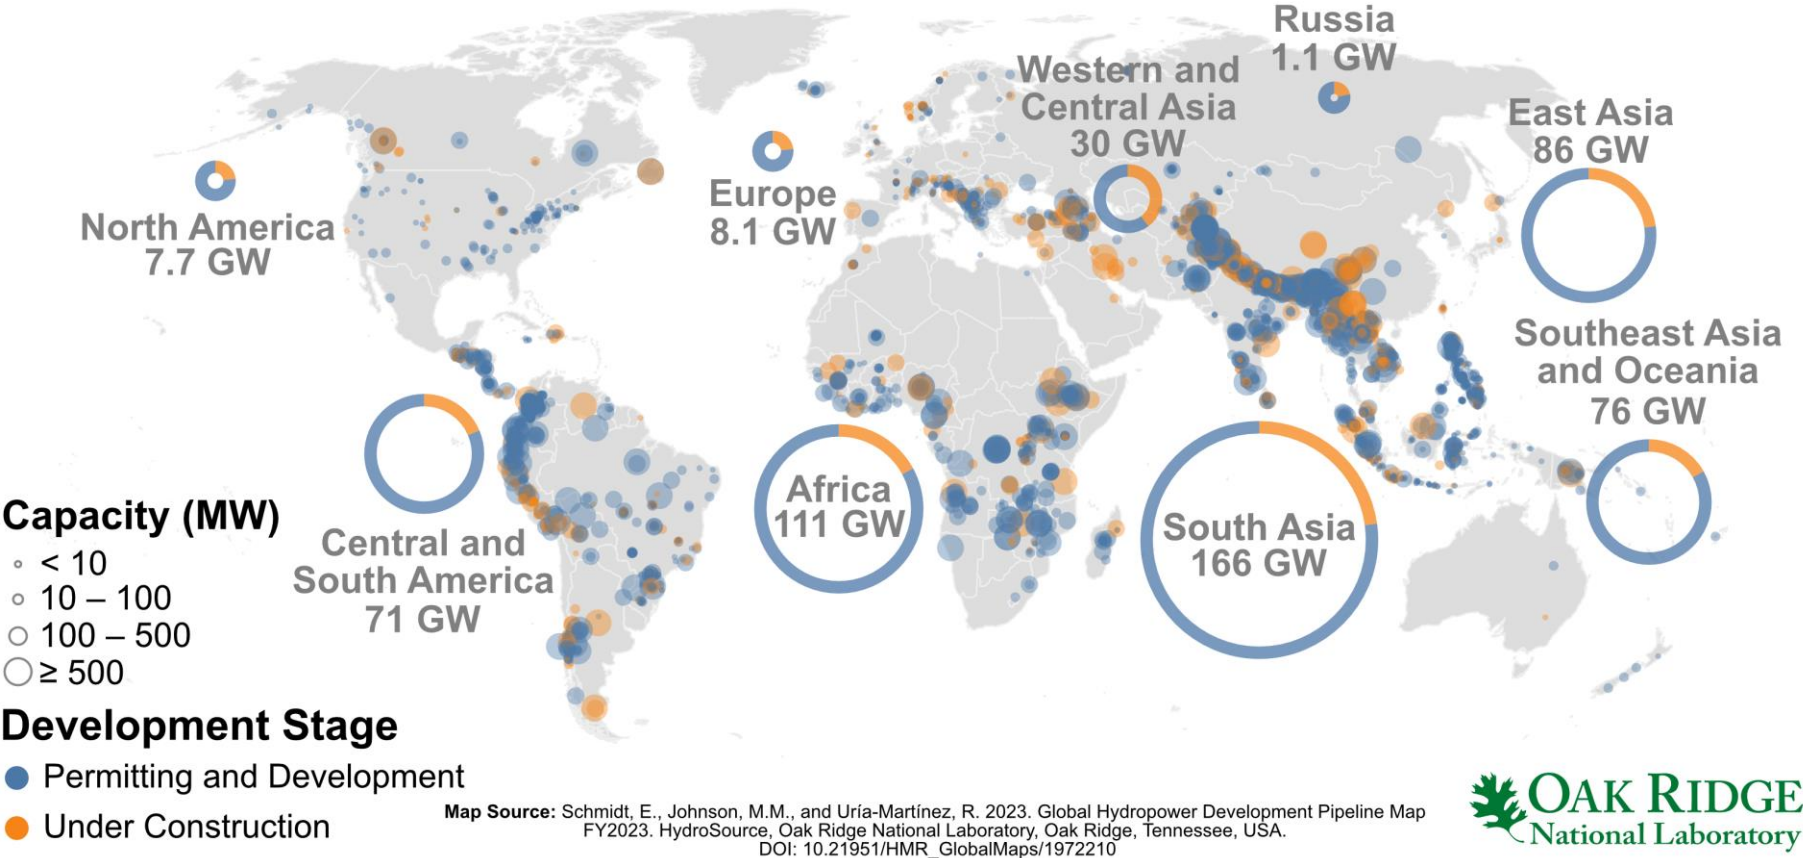 Russia
1.1 GW
Western and
Central Asia
30 GW
East Asia
86 GW
North America
7.7 GW
Europe
8.1 GW
Southeast Asia
and Oceania
76 GW
Africa
111 GW
South Asia
166 GW
Central and
South America
71 GW
Capacity (MW)
< 10
10 – 100
100 – 500
≥ 500
Development Stage
Permitting and Development
Under Construction
Map Source: Schmidt, E., Johnson, M.M., and Uría-Martínez, R. 2023. Global Hydropower Development Pipeline Map
FY2023. HydroSource, Oak Ridge National Laboratory, Oak Ridge, Tennessee, USA.
DOI: 10.21951/HMR_GlobalMaps/1972210
OAK RIDGE
National Laboratory